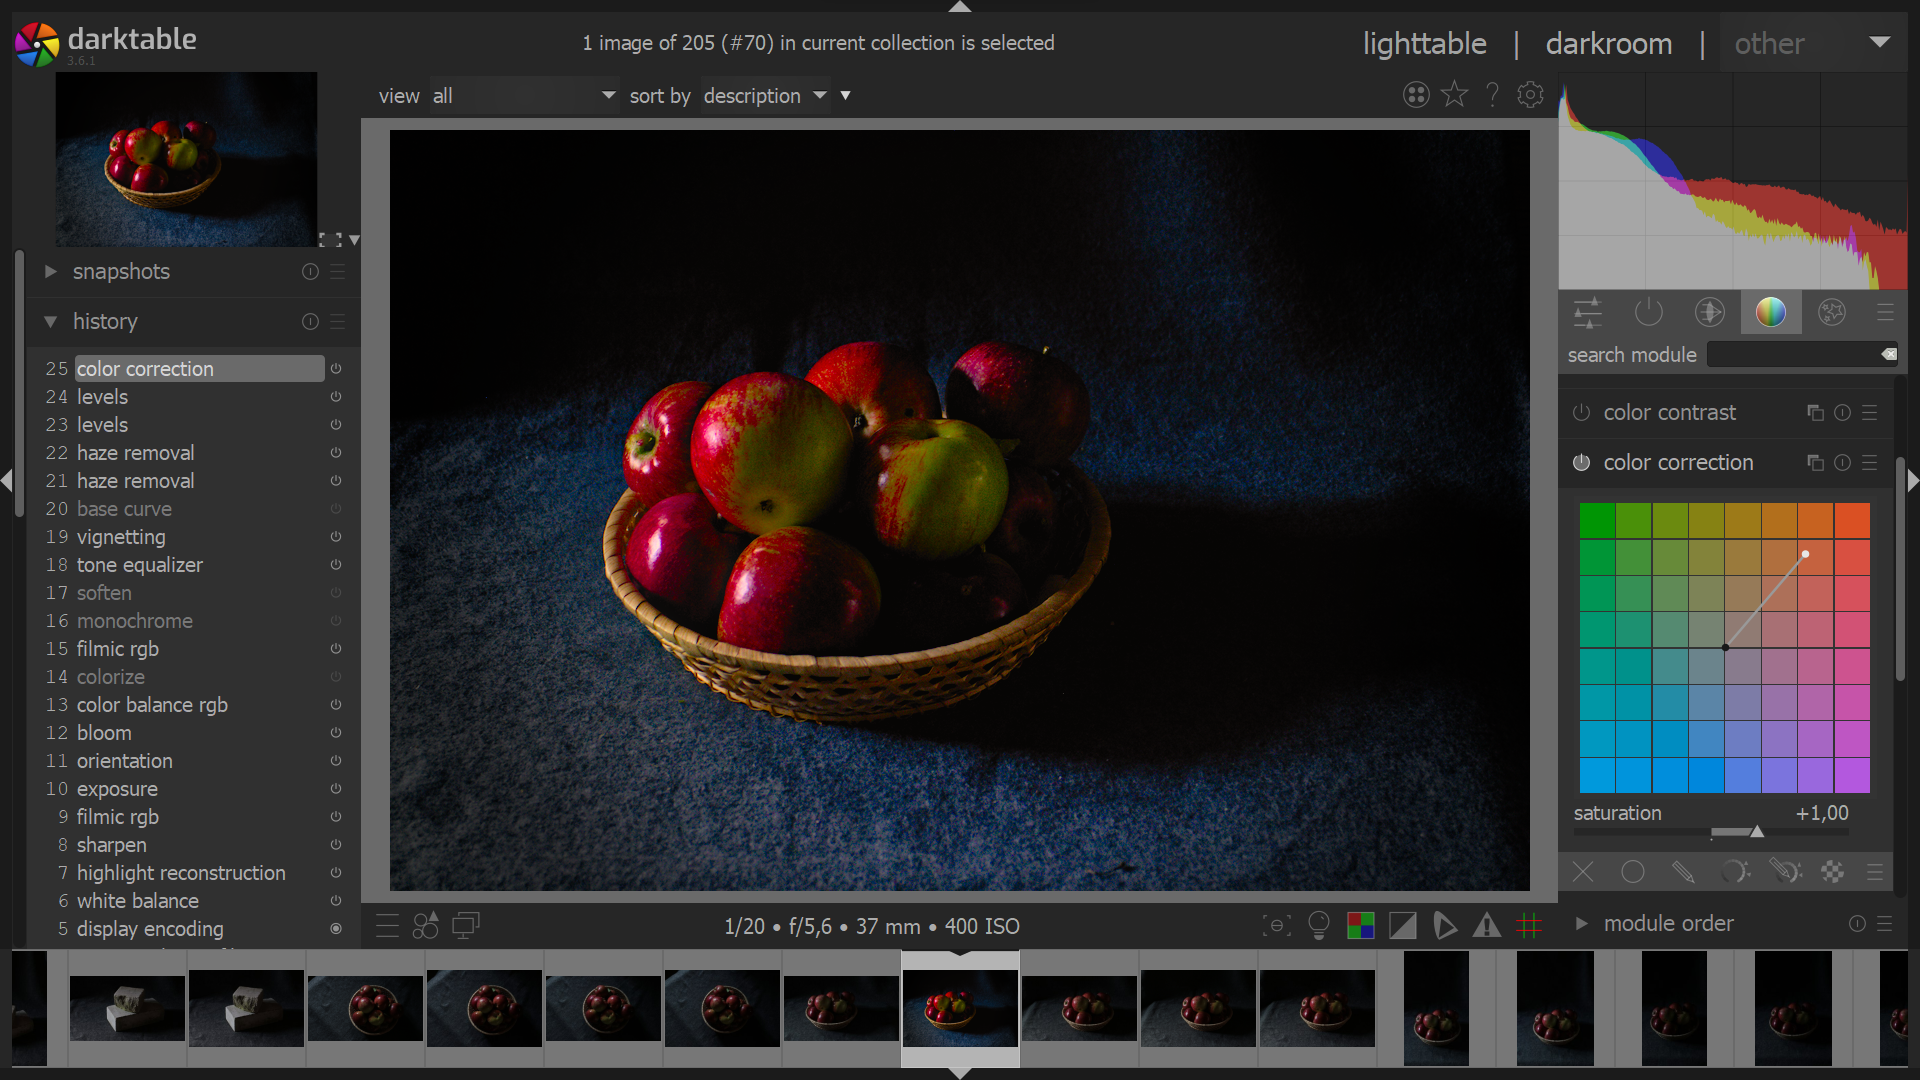 darktable
3.6.1
1 image of 205 (#70) in current collection is selected
lighttable | darkroom | other
view all sort by description
snapshots
history
25 color correction
24 levels
23 levels
22 haze removal
21 haze removal
20 base curve
19 vignetting
18 tone equalizer
17 soften
16 monochrome
15 filmic rgb
14 colorize
13 color balance rgb
12 bloom
11 orientation
10 exposure
9 filmic rgb
8 sharpen
7 highlight reconstruction
6 white balance
5 display encoding
1/20 • f/5,6 • 37 mm • 400 ISO
search module
color contrast
color correction
saturation +1,00
module order